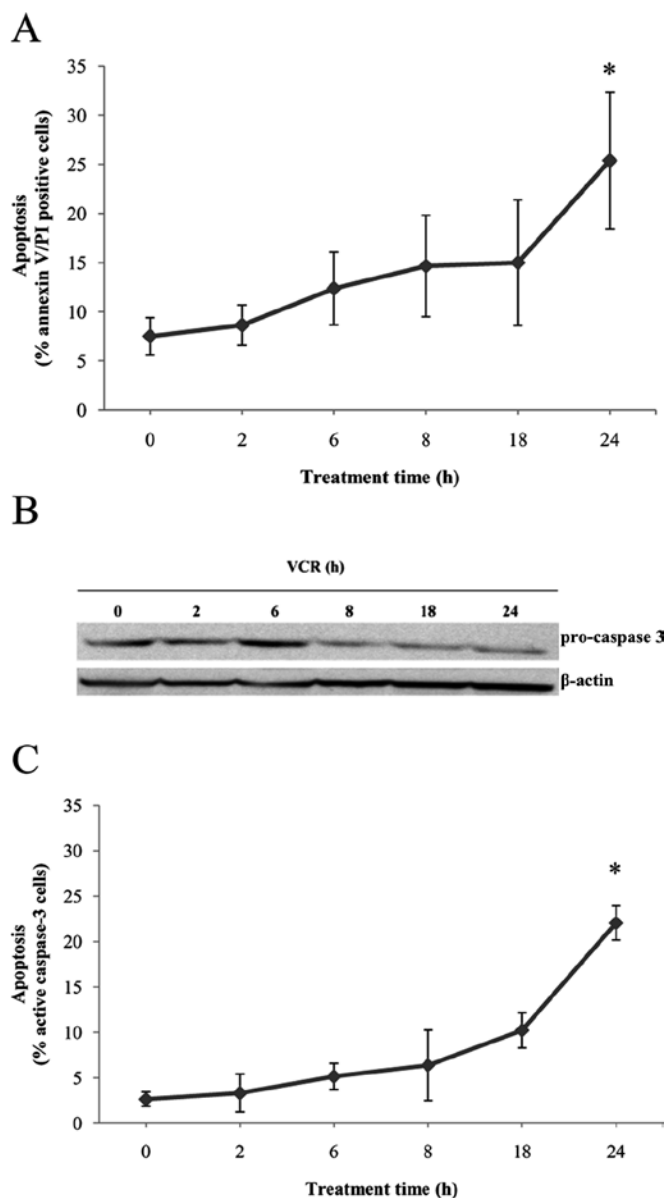 A
Apoptosis
(% annexin V/PI positive cells)
35
30
25
20
15
10
5
0
*
0 2 6 8 18 24
Treatment time (h)
B
VCR (h)
0 2 6 8 18 24
pro-caspase 3
β-actin
C
Apoptosis
(% active caspase-3 cells)
35
30
25
20
15
10
5
0
*
0 2 6 8 18 24
Treatment time (h)